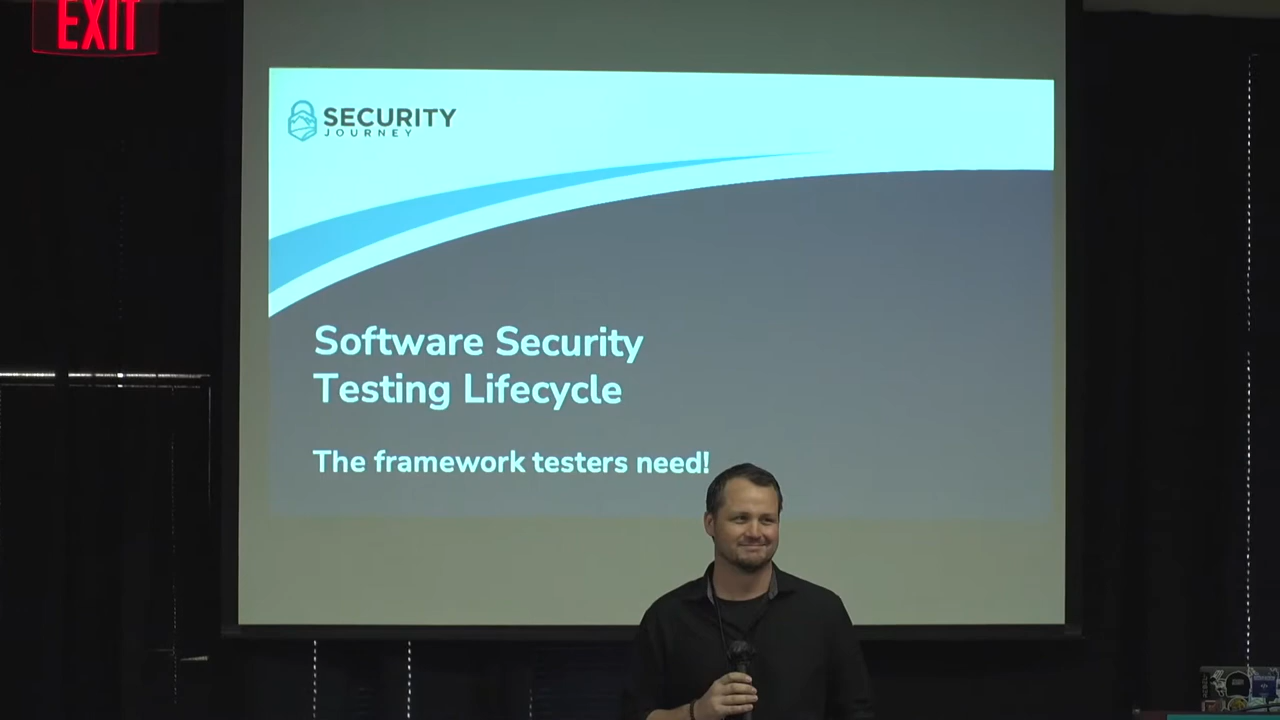 EXIT
SECURITY
JOURNEY
Software Security
Testing Lifecycle
The framework testers need!